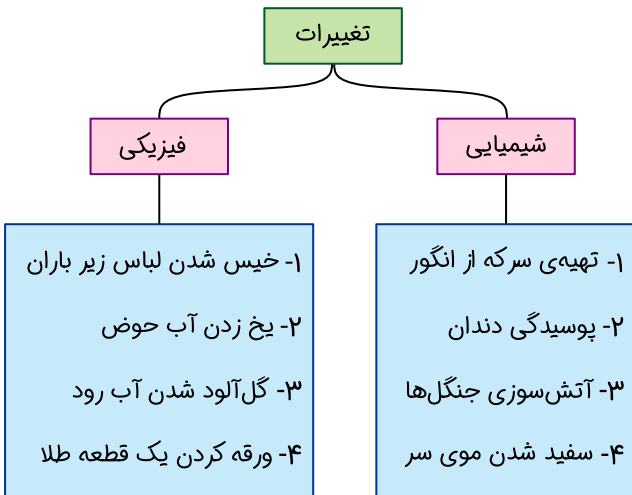 تغییرات
شیمیایی
فیزیکی
۱- تهیه‌ی سرکه از انگور
۲- پوسیدگی دندان
۳- آتش‌سوزی جنگل‌ها
۴- سفید شدن موی سر
۱- خیس شدن لباس زیر باران
۲- یخ زدن آب حوض
۳- گل‌آلود شدن آب رود
۴- ورقه کردن یک قطعه طلا